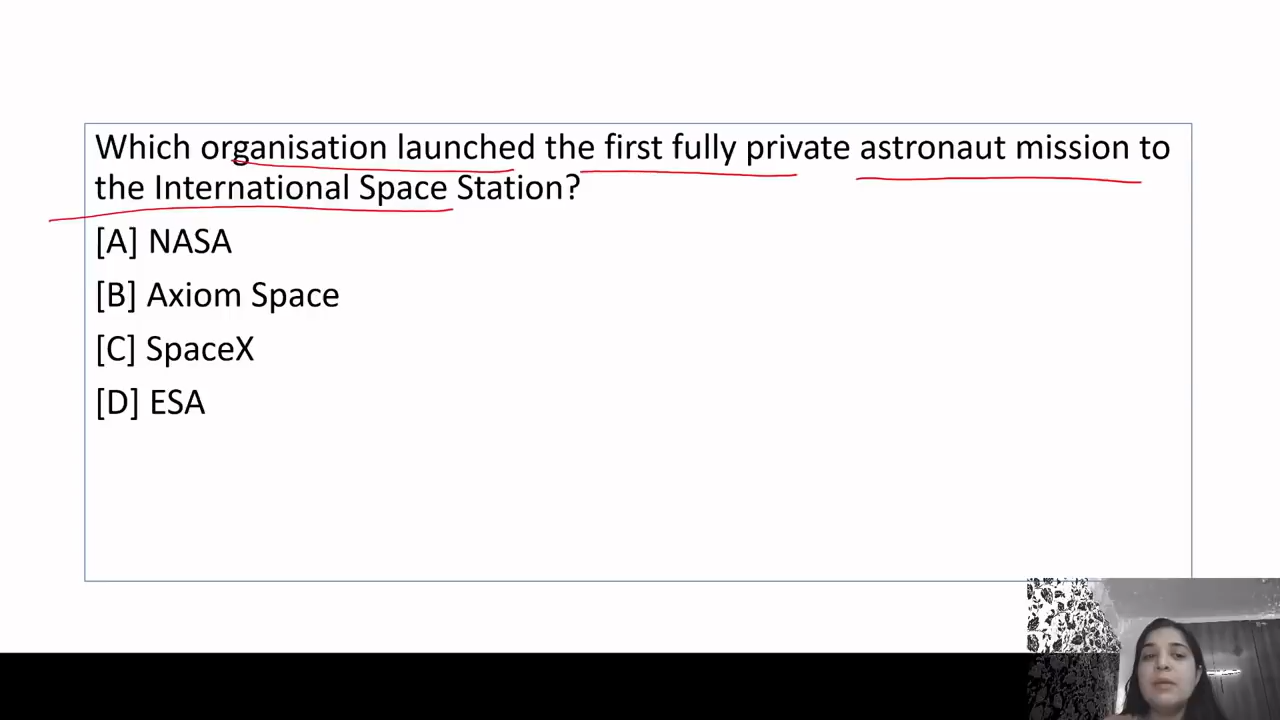 Which organisation launched the first fully private astronaut mission to
the International Space Station?
[A] NASA
[B] Axiom Space
[C] SpaceX
[D] ESA